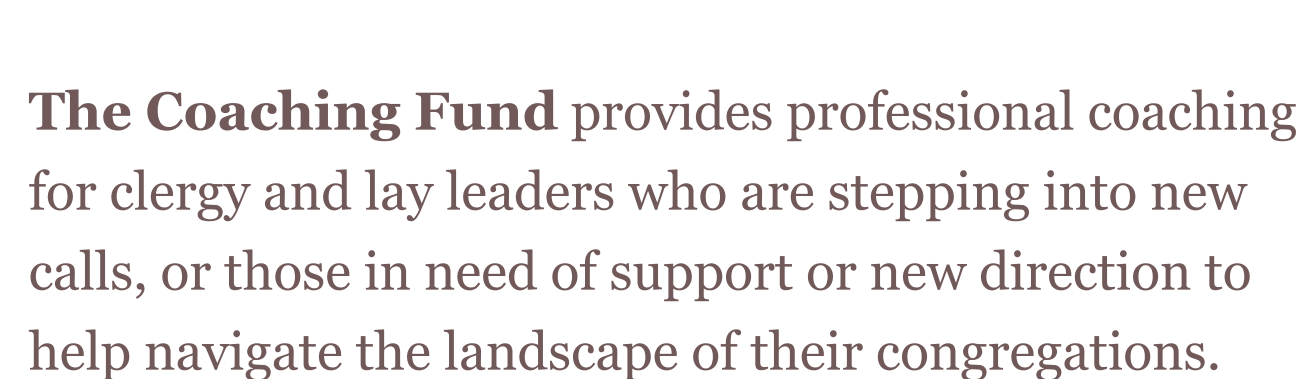 The Coaching Fund provides professional coaching
for clergy and lay leaders who are stepping into new
calls, or those in need of support or new direction to
help navigate the landscape of their congregations.